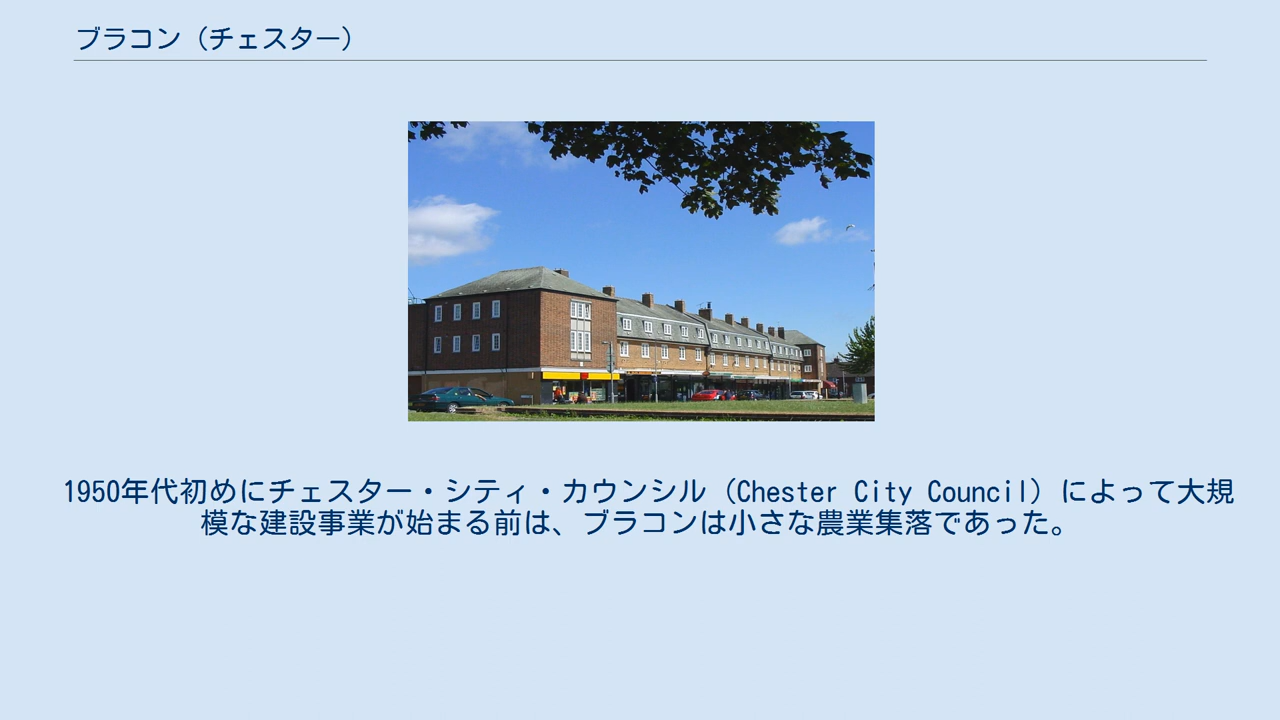 ブラコン（チェスター）
1950年代初めにチェスター・シティ・カウンシル（Chester City Council）によって大規
模な建設事業が始まる前は、ブラコンは小さな農業集落であった。